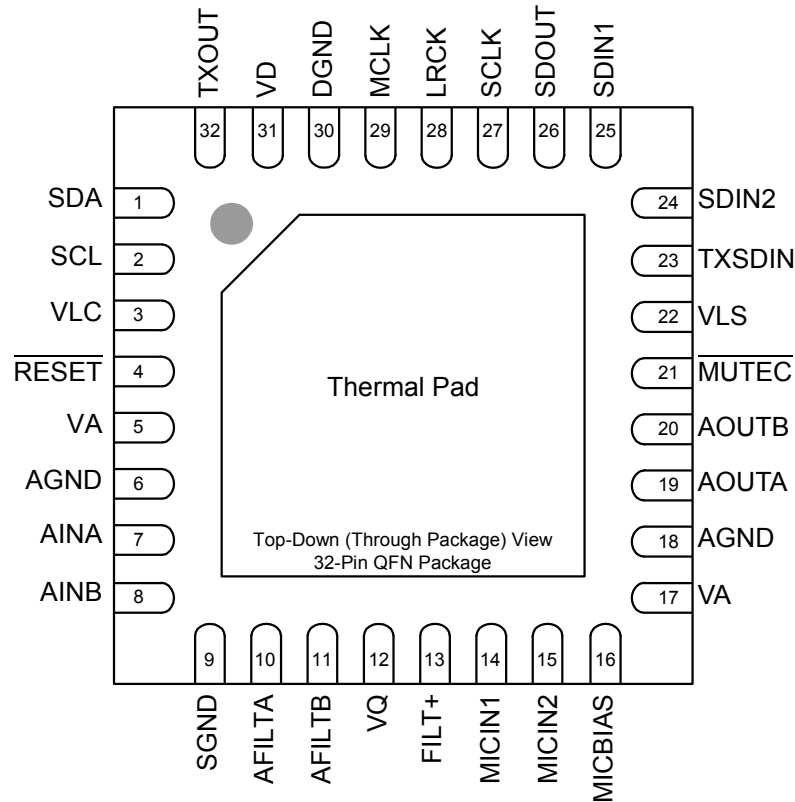 TXOUT
VD
DGND
MCLK
LRCK
SCLK
SDOUT
SDIN1
32
31
30
29
28
27
26
25
SDA 1
24 SDIN2
SCL 2
23 TXSDIN
VLC 3
22 VLS
RESET 4
21 MUTEC
VA 5
20 AOUTB
AGND 6
19 AOUTA
AINA 7
18 AGND
AINB 8
17 VA
Thermal Pad
Top-Down (Through Package) View
32-Pin QFN Package
9
10
11
12
13
14
15
16
SGND
AFILTA
AFILTB
VQ
FILT+
MICIN1
MICIN2
MICBIAS